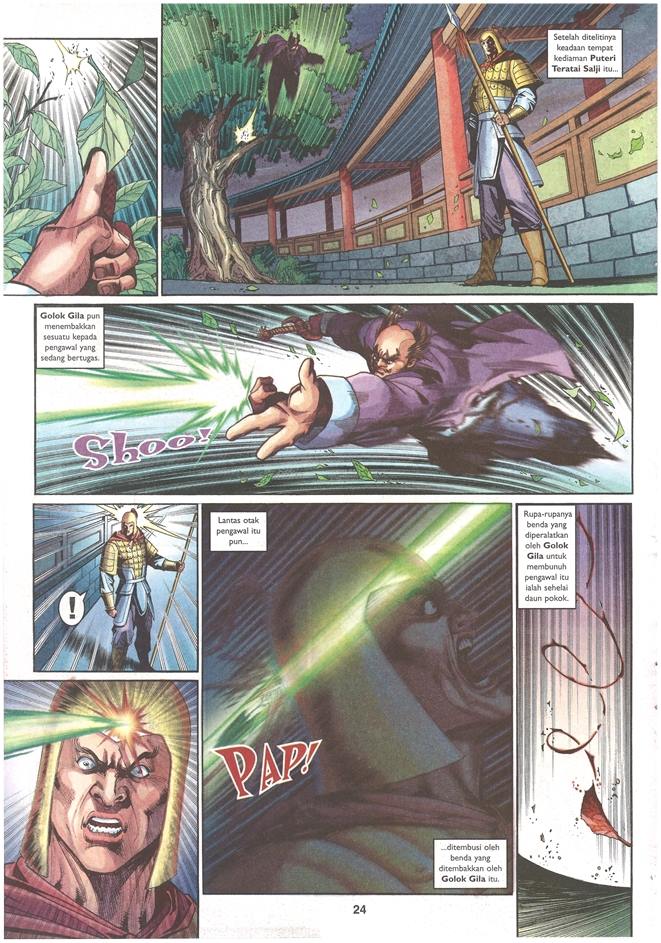 Setelah ditelitinya
keadaan tempat
kediaman Puteri
Teratai Salji itu...
Golok Gila pun
menembakkan
sesuatu kepada
pengawal yang
sedang bertugas.
Shoo!
!
Lantas otak
pengawal itu
pun...
PAP!
...ditembusi oleh
benda yang
ditembakkan oleh
Golok Gila itu.
Rupa-rupanya
benda yang
diperalatkan
oleh Golok
Gila untuk
membunuh
pengawal itu
ialah sehelai
daun pokok.
24